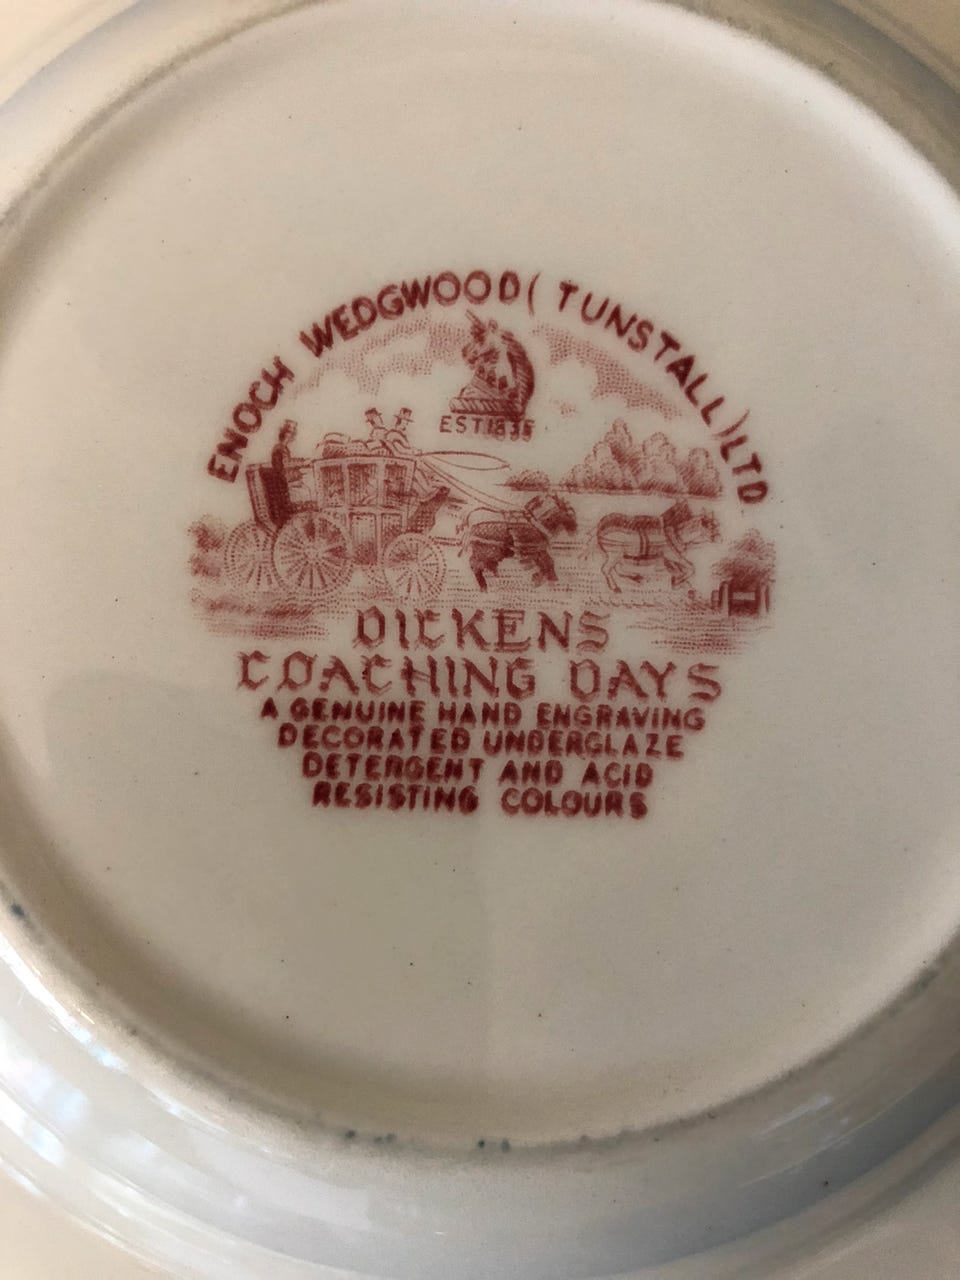 ENOCH WEDGWOOD (TUNSTALL) LTD
EST 1835
DICKENS
COACHING DAYS
A GENUINE HAND ENGRAVING
DECORATED UNDERGLAZE
DETERGENT AND ACID
RESISTING COLOURS